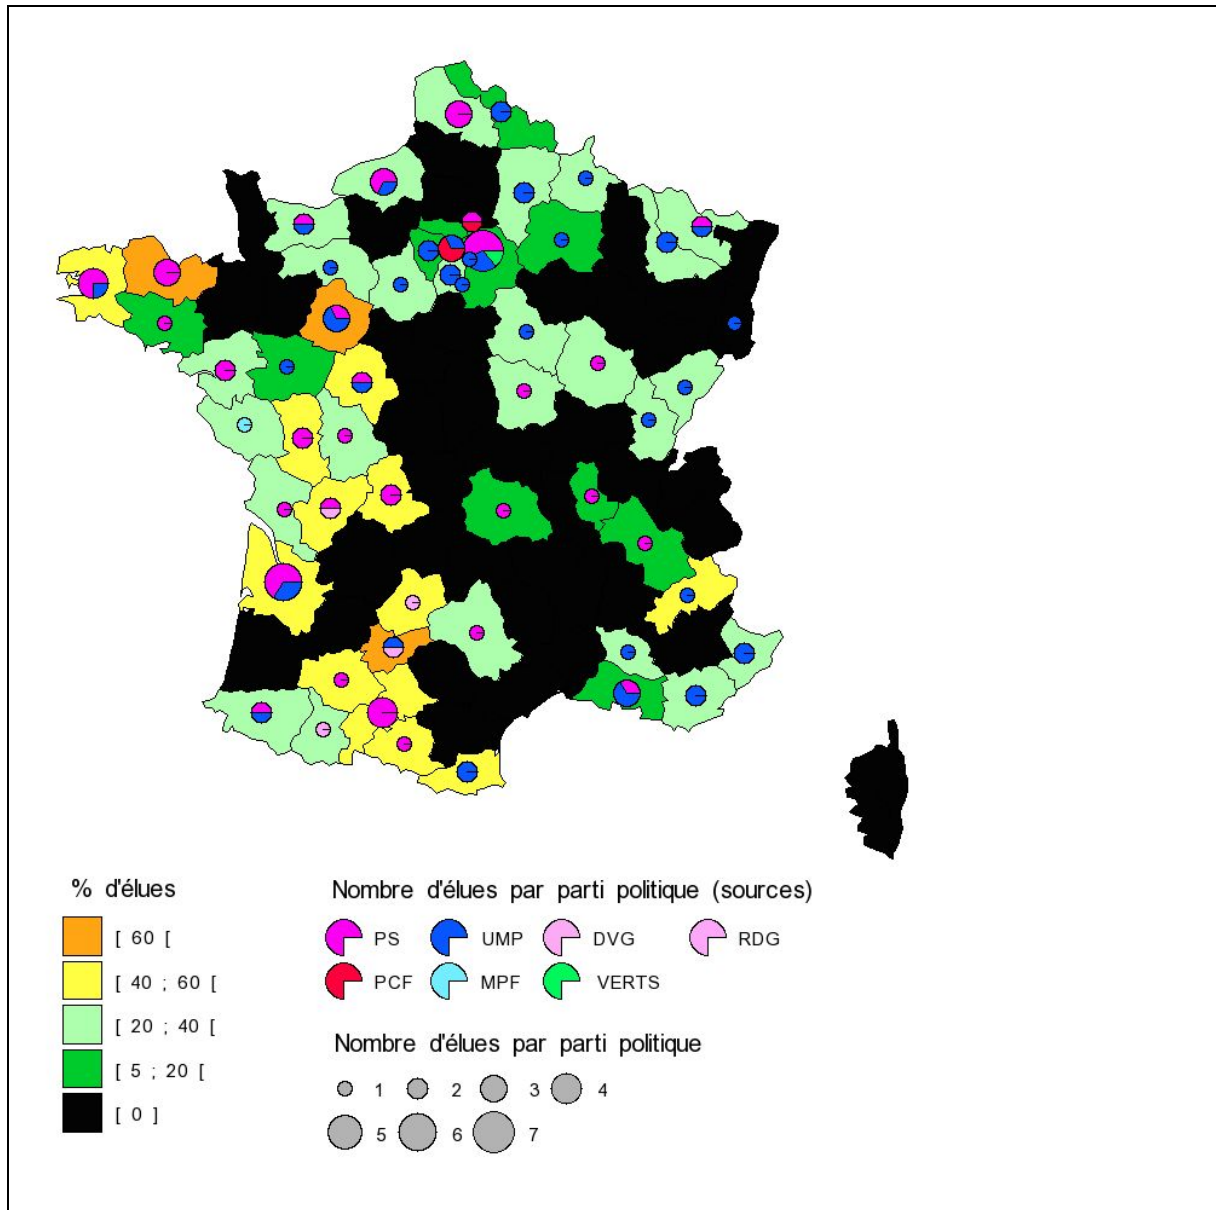 % d'élues
[ 60 [
[ 40 ; 60 [
[ 20 ; 40 [
[ 5 ; 20 [
[ 0 ]
Nombre d'élues par parti politique (sources)
PS UMP DVG RDG
PCF MPF VERTS
Nombre d'élues par parti politique
1 2 3 4
5 6 7